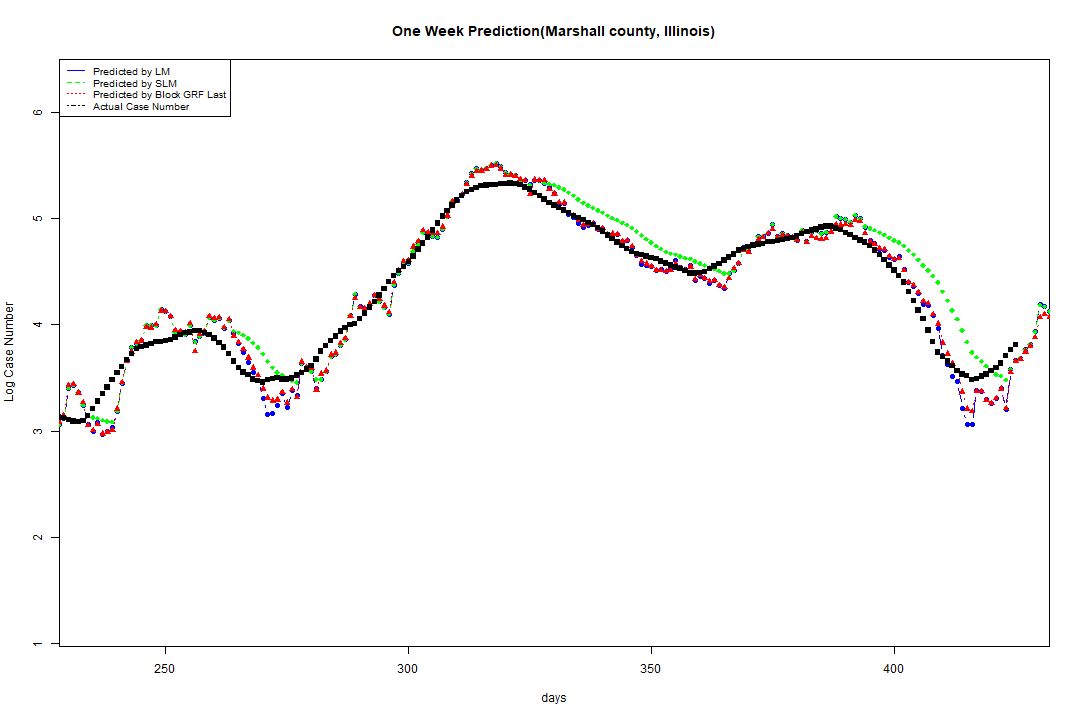 One Week Prediction(Marshall county, Illinois)
Predicted by LM
Predicted by SLM
Predicted by Block GRF Last
Actual Case Number
6
5
4
3
2
1
Log Case Number
250 300 350 400
days